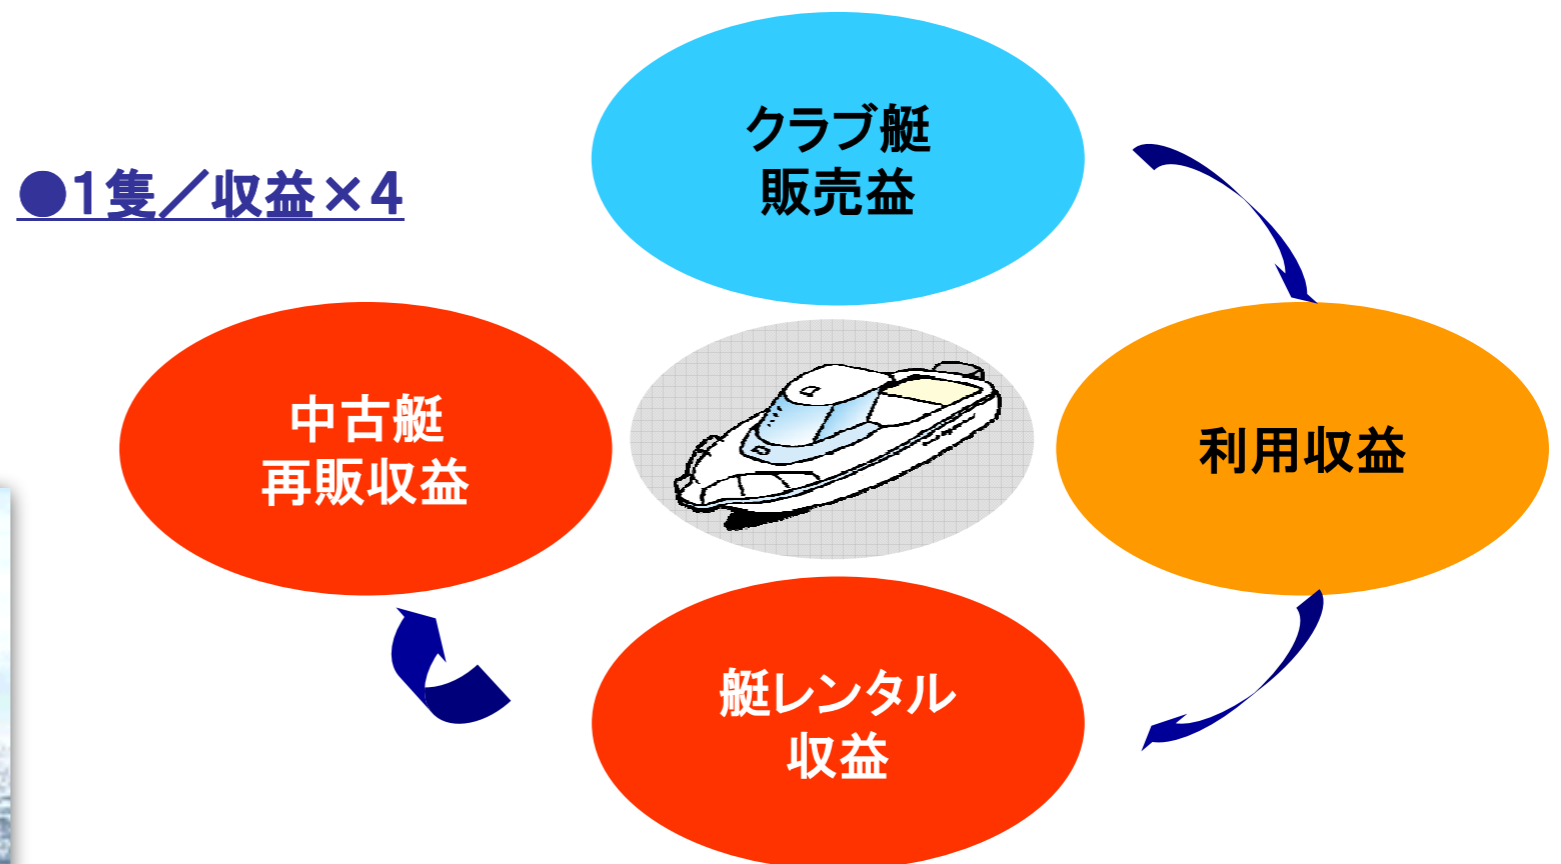 ●1隻／収益×4
クラブ艇
販売益
利用収益
艇レンタル
収益
中古艇
再販収益